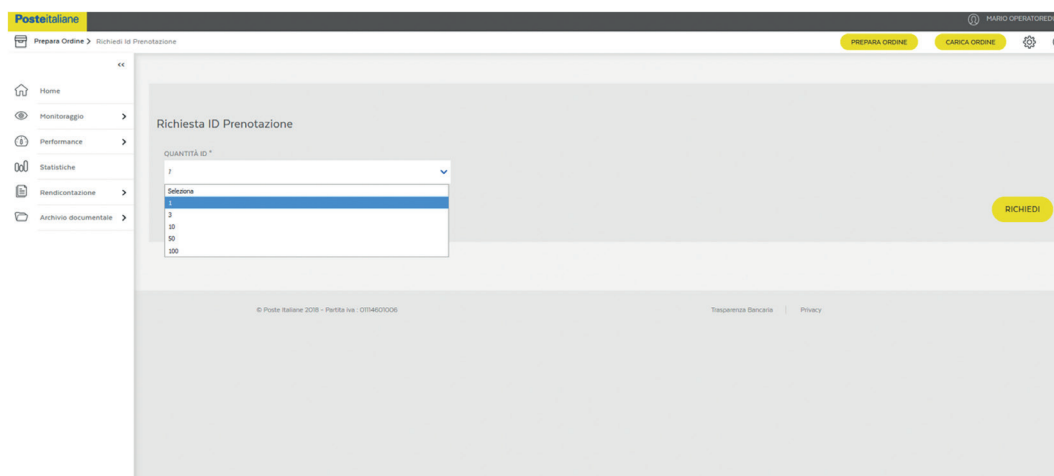 Posteitaliane
MARIO OPERATOREDI
Prepara Ordine > Richiedi Id Prenotazione
PREPARA ORDINE
CARICA ORDINE
<<
Home
Monitoraggio >
Performance >
Statistiche
Rendicontazione >
Archivio documentale >
Richiesta ID Prenotazione
QUANTITÀ ID *
7
Seleziona
1
3
10
50
100
RICHIEDI
© Poste Italiane 2018 - Partita iva : 01114601006
Trasparenza Bancaria | Privacy